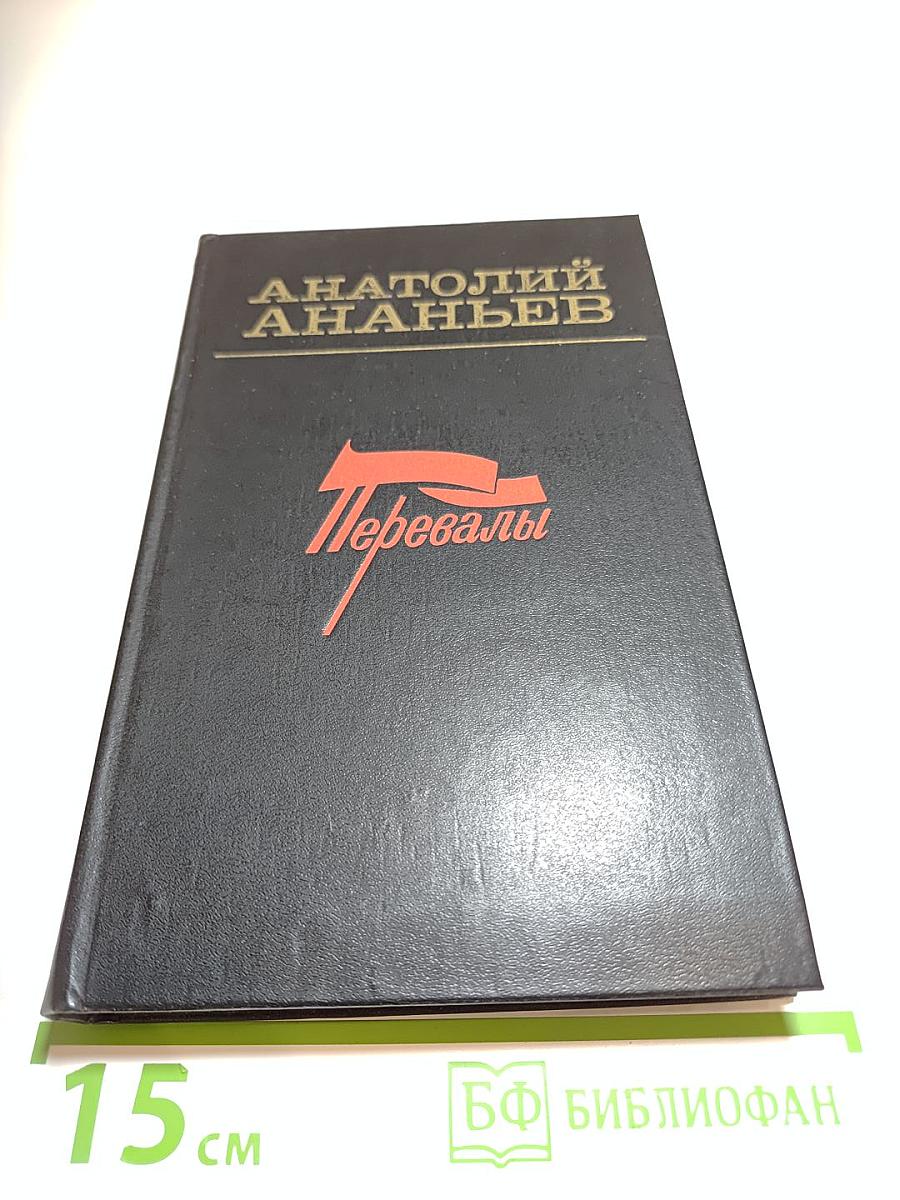 АНАТОЛИЙ
АНАНЬЕВ
Перевалы
15 см
БФ БИБЛИОФАН